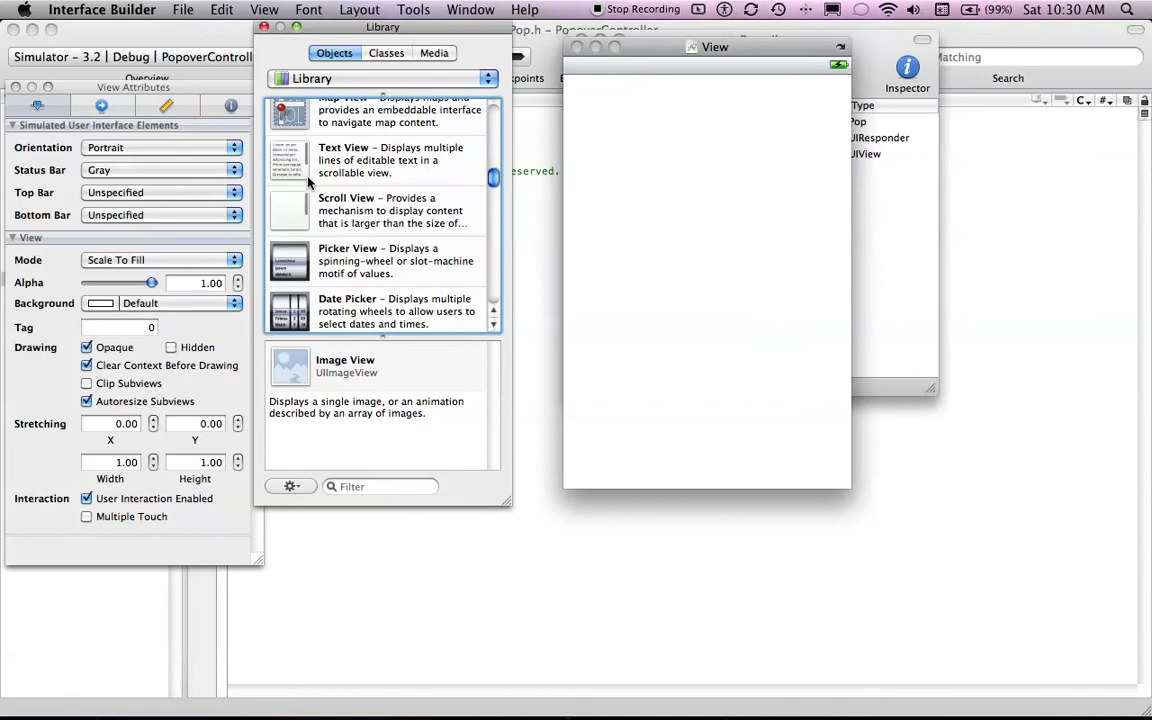 Interface Builder File Edit View Font Layout Tools Window Help Stop Recording (99%) Sat 10:30 AM
Pop.h - PopoverController
Simulator - 3.2 | Debug | PopoverControll
Overview
Matching
Search
View Attributes
Simulated User Interface Elements
Orientation Portrait
Status Bar Gray
Top Bar Unspecified
Bottom Bar Unspecified
View
Mode Scale To Fill
Alpha 1.00
Background Default
Tag 0
Drawing Opaque Hidden
Clear Context Before Drawing
Clip Subviews
Autoresize Subviews
Stretching 0.00 0.00
X Y
1.00 1.00
Width Height
Interaction User Interaction Enabled
Multiple Touch
Library
Objects Classes Media
Library
Map View - Displays maps and
provides an embeddable interface
to navigate map content.
Text View - Displays multiple
lines of editable text in a
scrollable view.
Scroll View - Provides a
mechanism to display content
that is larger than the size of...
Picker View - Displays a
spinning-wheel or slot-machine
motif of values.
Date Picker - Displays multiple
rotating wheels to allow users to
select dates and times.
Image View
UIImageView
Displays a single image, or an animation
described by an array of images.
Filter
eserved.
View
Inspector
Type
Pop
UIResponder
UIView
C #